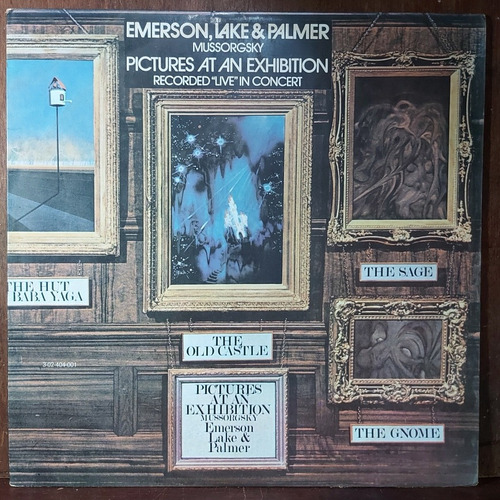 EMERSON, LAKE & PALMER
MUSSORGSKY
PICTURES AT AN EXHIBITION
RECORDED "LIVE" IN CONCERT
THE HUT
BABA YAGA
THE SAGE
THE
OLD CASTLE
3-02-404-001
PICTURES
AT AN
EXHIBITION
MUSSORGSKY
Emerson
Lake &
Palmer
THE GNOME